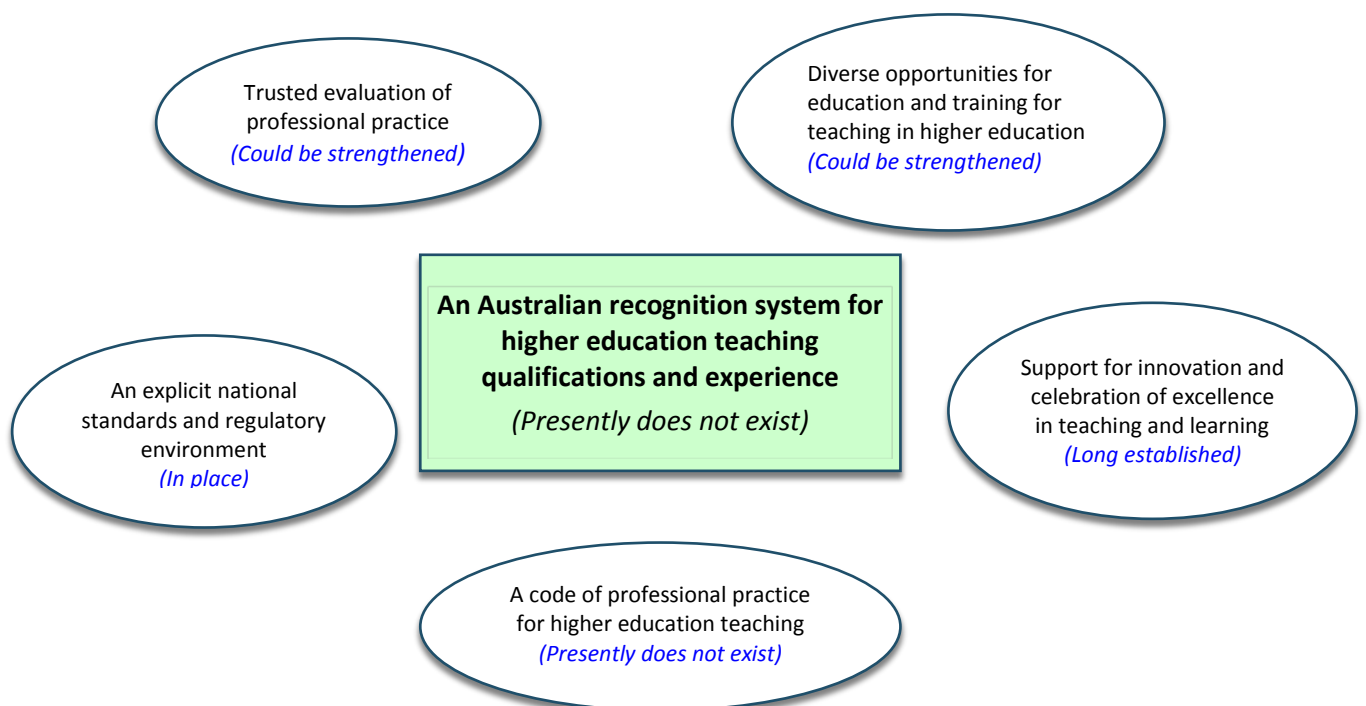 Trusted evaluation of
professional practice
(Could be strengthened)
Diverse opportunities for
education and training for
teaching in higher education
(Could be strengthened)
An Australian recognition system for
higher education teaching
qualifications and experience
(Presently does not exist)
An explicit national
standards and regulatory
environment
(In place)
Support for innovation and
celebration of excellence
in teaching and learning
(Long established)
A code of professional practice
for higher education teaching
(Presently does not exist)